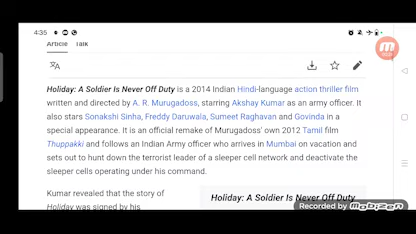 4:35
Article Talk
Holiday: A Soldier Is Never Off Duty is a 2014 Indian Hindi-language action thriller film
written and directed by A. R. Murugadoss, starring Akshay Kumar as an army officer. It
also stars Sonakshi Sinha, Freddy Daruwala, Sumeet Raghavan and Govinda in a
special appearance. It is an official remake of Murugadoss' own 2012 Tamil film
Thuppakki and follows an Indian Army officer who arrives in Mumbai on vacation and
sets out to hunt down the terrorist leader of a sleeper cell network and deactivate the
sleeper cells operating under his command.
Kumar revealed that the story of
Holiday was signed by his
Holiday: A Soldier Is Never Off Duty
Recorded by mobizen